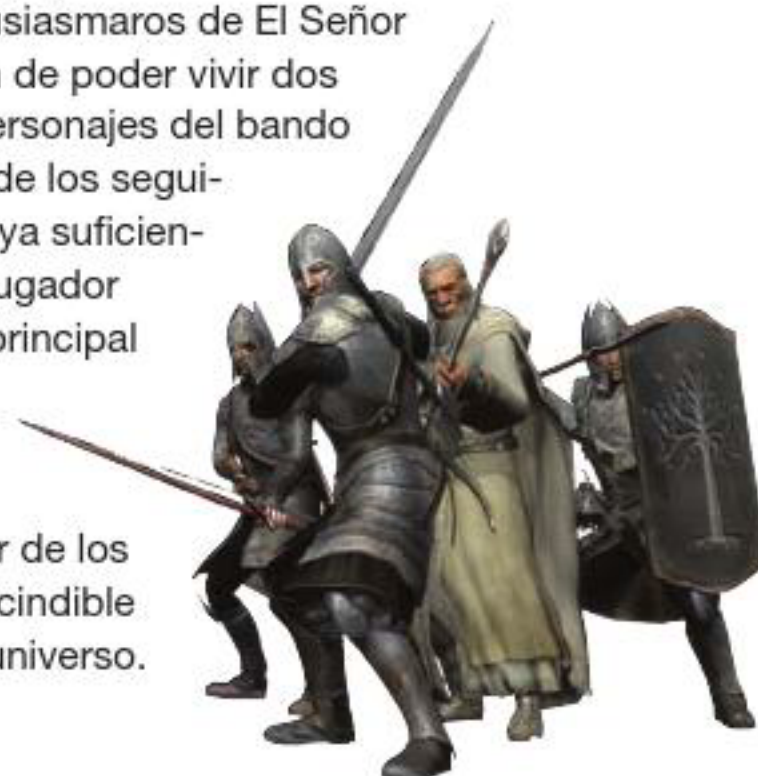 usiasmaros de El Señor
n de poder vivir dos
ersonajes del bando
de los segui-
ya suficien-
ugador
principal
r de los
cindible
universo.